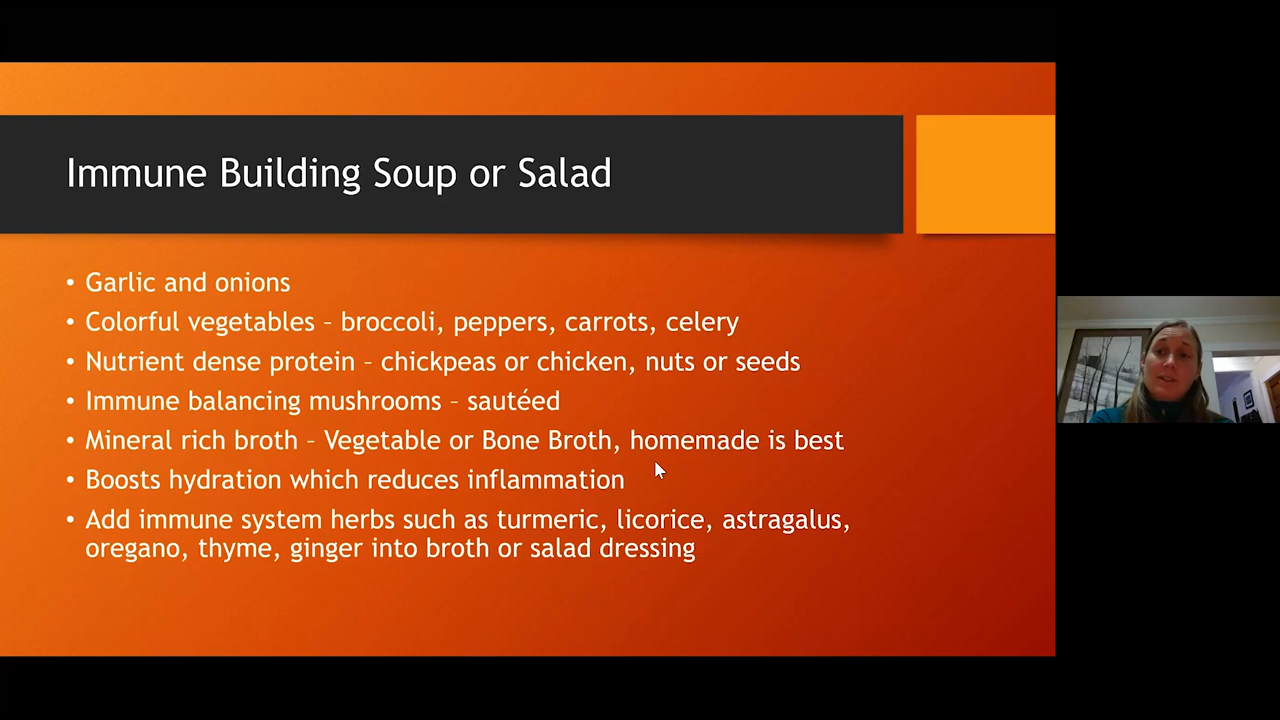 Immune Building Soup or Salad
• Garlic and onions
• Colorful vegetables – broccoli, peppers, carrots, celery
• Nutrient dense protein – chickpeas or chicken, nuts or seeds
• Immune balancing mushrooms – sautéed
• Mineral rich broth – Vegetable or Bone Broth, homemade is best
• Boosts hydration which reduces inflammation
• Add immune system herbs such as turmeric, licorice, astragalus,
oregano, thyme, ginger into broth or salad dressing